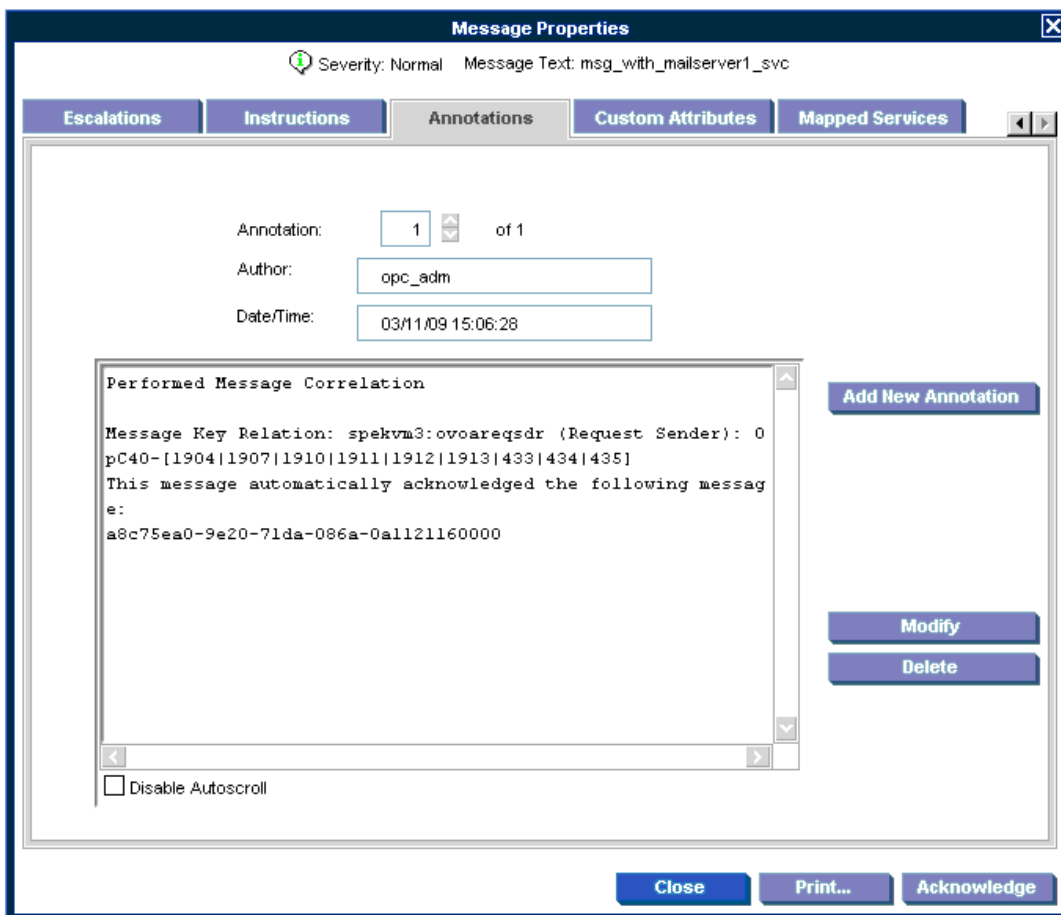 Message Properties
Severity: Normal Message Text: msg_with_mailserver1_svc
Escalations Instructions Annotations Custom Attributes Mapped Services
Annotation: 1 of 1
Author: opc_adm
Date/Time: 03/11/09 15:06:28
Performed Message Correlation
Message Key Relation: spekvm3:ovoareqsdr (Request Sender): O
pC40-[1904|1907|1910|1911|1912|1913|433|434|435]
This message automatically acknowledged the following messag
e:
a8c75ea0-9e20-71da-086a-0a1121160000
Add New Annotation
Modify
Delete
Disable Autoscroll
Close Print... Acknowledge